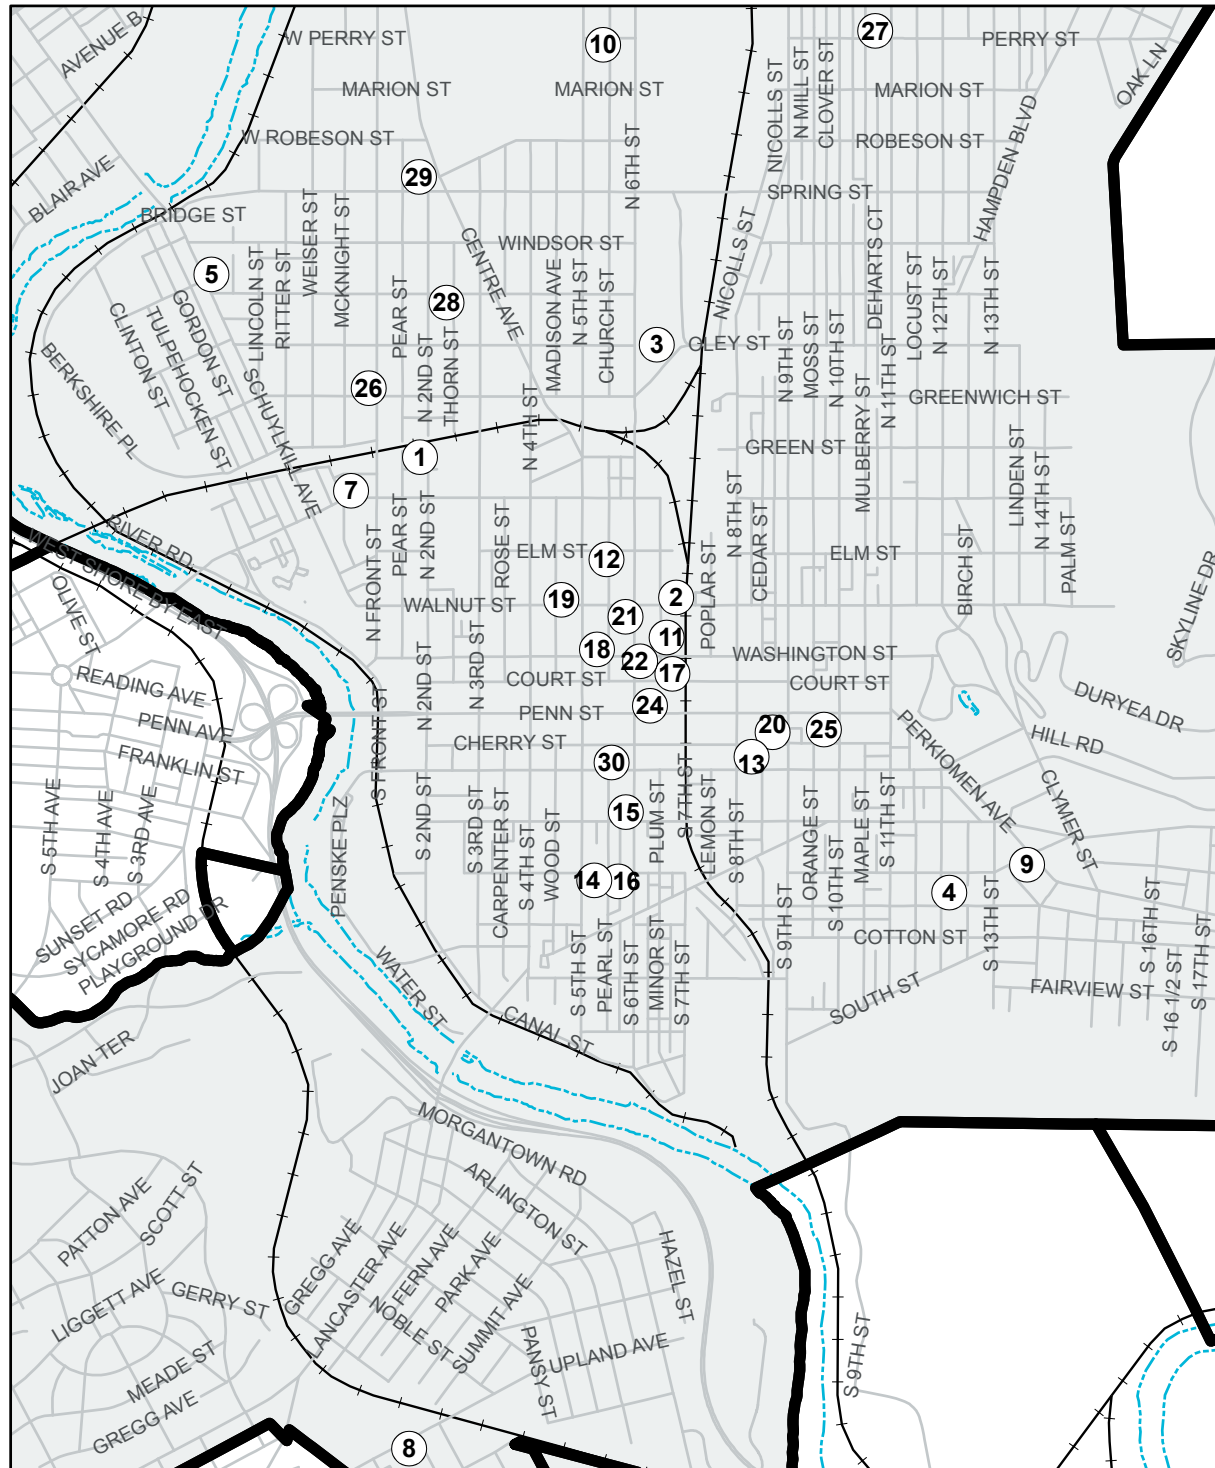 AVENUE B
W PERRY ST
10
27
PERRY ST
OAK LN
MARION ST
MARION ST
NICOLLS ST
N MILL ST
CLOVER ST
MARION ST
W ROBESON ST
ROBESON ST
HAMPDEN BLVD
BLAIR AVE
29
N 6TH ST
SPRING ST
BRIDGE ST
WEISER ST
MCKNIGHT ST
CENTRE AVE
WINDSOR ST
NICOLLS ST
DEHARTS CT
5
LINCOLN ST
RITTER ST
PEAR ST
28
MADISON AVE
N 5TH ST
CHURCH ST
LOCUST ST
N 12TH ST
N 13TH ST
CLINTON ST
TULPEHOCKEN ST
GORDON ST
3
OLEY ST
BERKSHIRE PL
SCHUYLKILL AVE
26
N 2ND ST
THORN ST
N 4TH ST
N 9TH ST
MOSS ST
N 10TH ST
MULBERRY ST
N 11TH ST
GREENWICH ST
GREEN ST
1
7
LINDEN ST
N 14TH ST
RIVER RD
N FRONT ST
PEAR ST
N 2ND ST
ROSE ST
ELM ST
12
N 8TH ST
CEDAR ST
ELM ST
BIRCH ST
PALM ST
WEST SHORE BY EAST
OLIVE ST
WALNUT ST
19
21
2
POPLAR ST
SKYLINE DR
11
18
22
17
N 3RD ST
N 2ND ST
WASHINGTON ST
READING AVE
COURT ST
COURT ST
DURYEA DR
PENN AVE
S FRONT ST
PENN ST
24
20
25
PERKIOMEN AVE
HILL RD
FRANKLIN ST
CHERRY ST
30
13
S 5TH AVE
S 4TH AVE
S 3RD AVE
PENSKE PLZ
S 2ND ST
S 3RD ST
CARPENTER ST
S 4TH ST
WOOD ST
15
PLUM ST
S 7TH ST
LEMON ST
S 8TH ST
ORANGE ST
S 10TH ST
MAPLE ST
S 11TH ST
CLYMER ST
9
14
16
4
SUNSET RD
SYCAMORE RD
PLAYGROUND DR
WATER ST
S 5TH ST
PEARL ST
S 6TH ST
MINOR ST
S 7TH ST
S 9TH ST
COTTON ST
S 13TH ST
S 16TH ST
S 16 1/2 ST
S 17TH ST
FAIRVIEW ST
SOUTH ST
CANAL ST
JOAN TER
MORGANTOWN RD
ARLINGTON ST
PATTON AVE
SCOTT ST
GREGG AVE
LANCASTER AVE
FERN AVE
PARK AVE
HAZEL ST
LIGGETT AVE
GERRY ST
NOBLE ST
SUMMIT AVE
PANSY ST
UPLAND AVE
S 9TH ST
MEADE ST
GREGG AVE
8